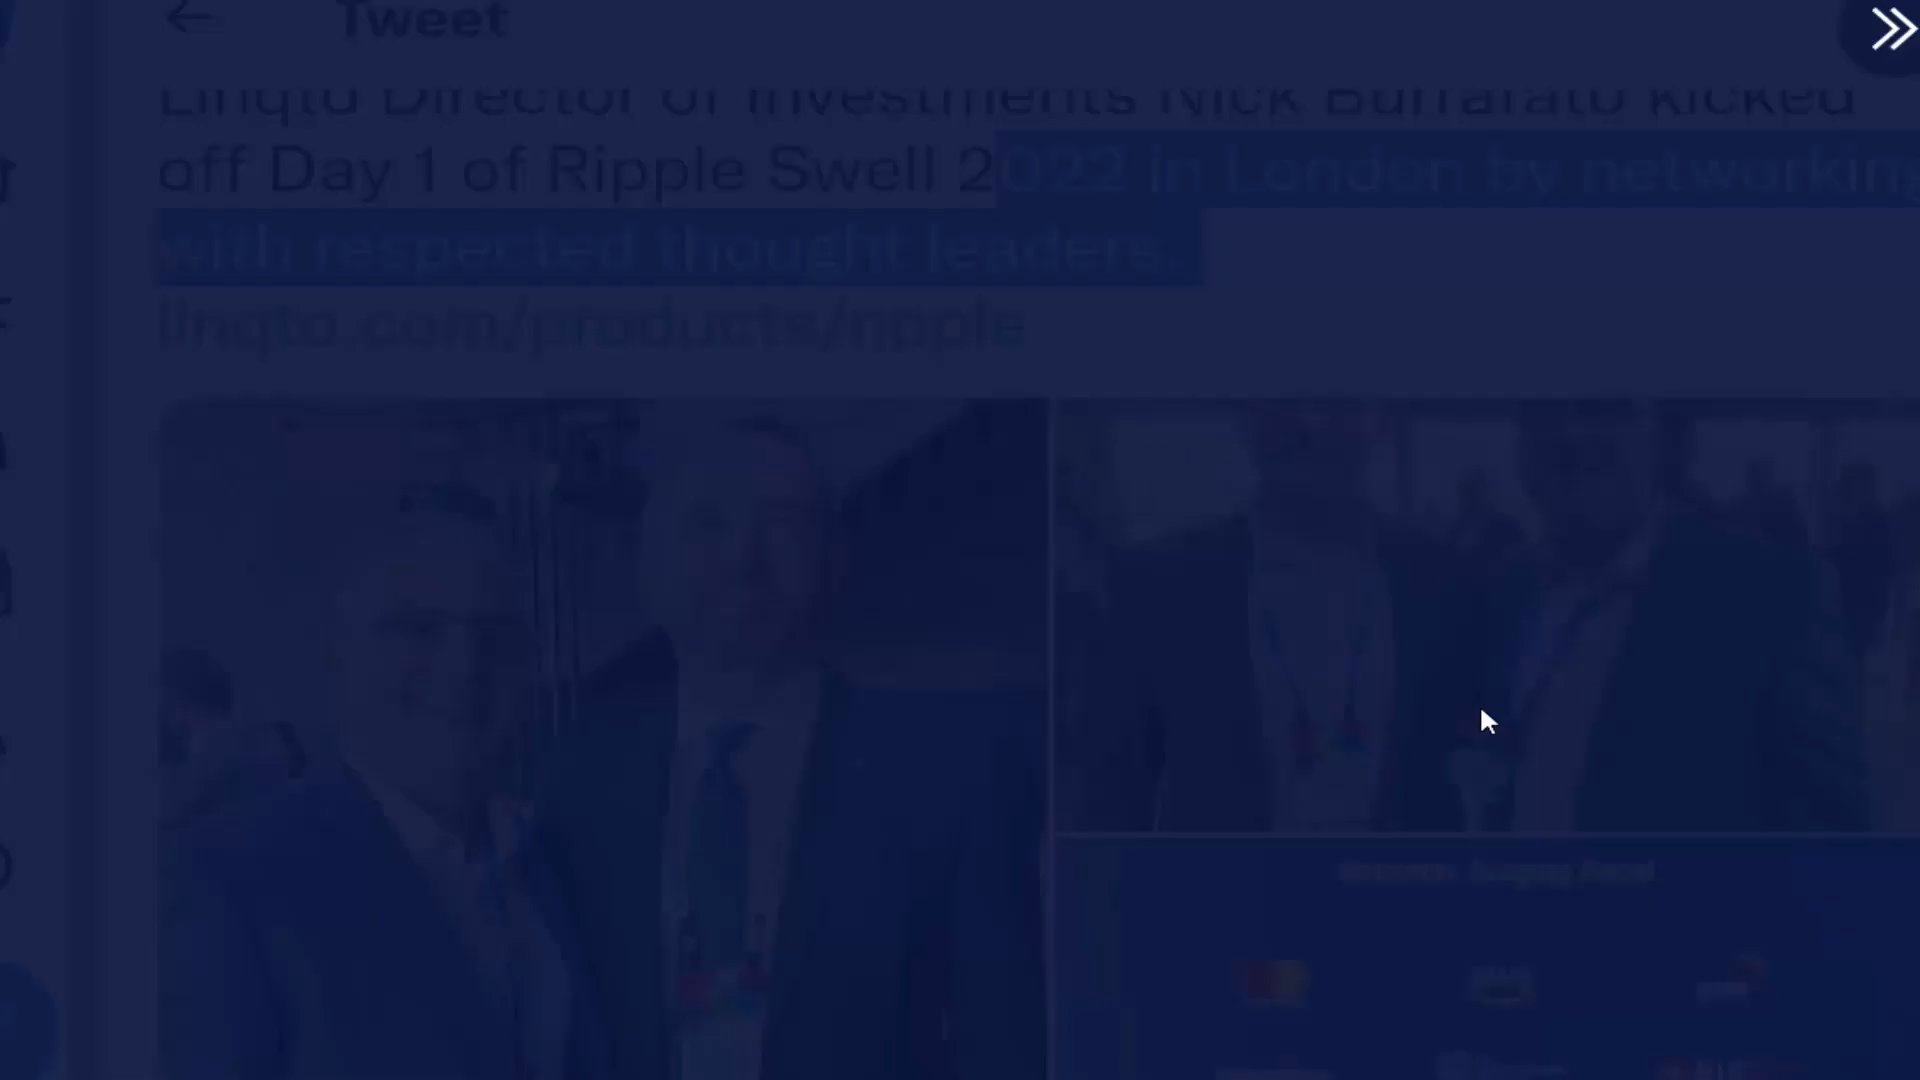 Tweet
Linqto Director of Investments Nick Burrafato kicked
off Day 1 of Ripple Swell 2022 in London by networking
with respected thought leaders.
linqto.com/products/ripple